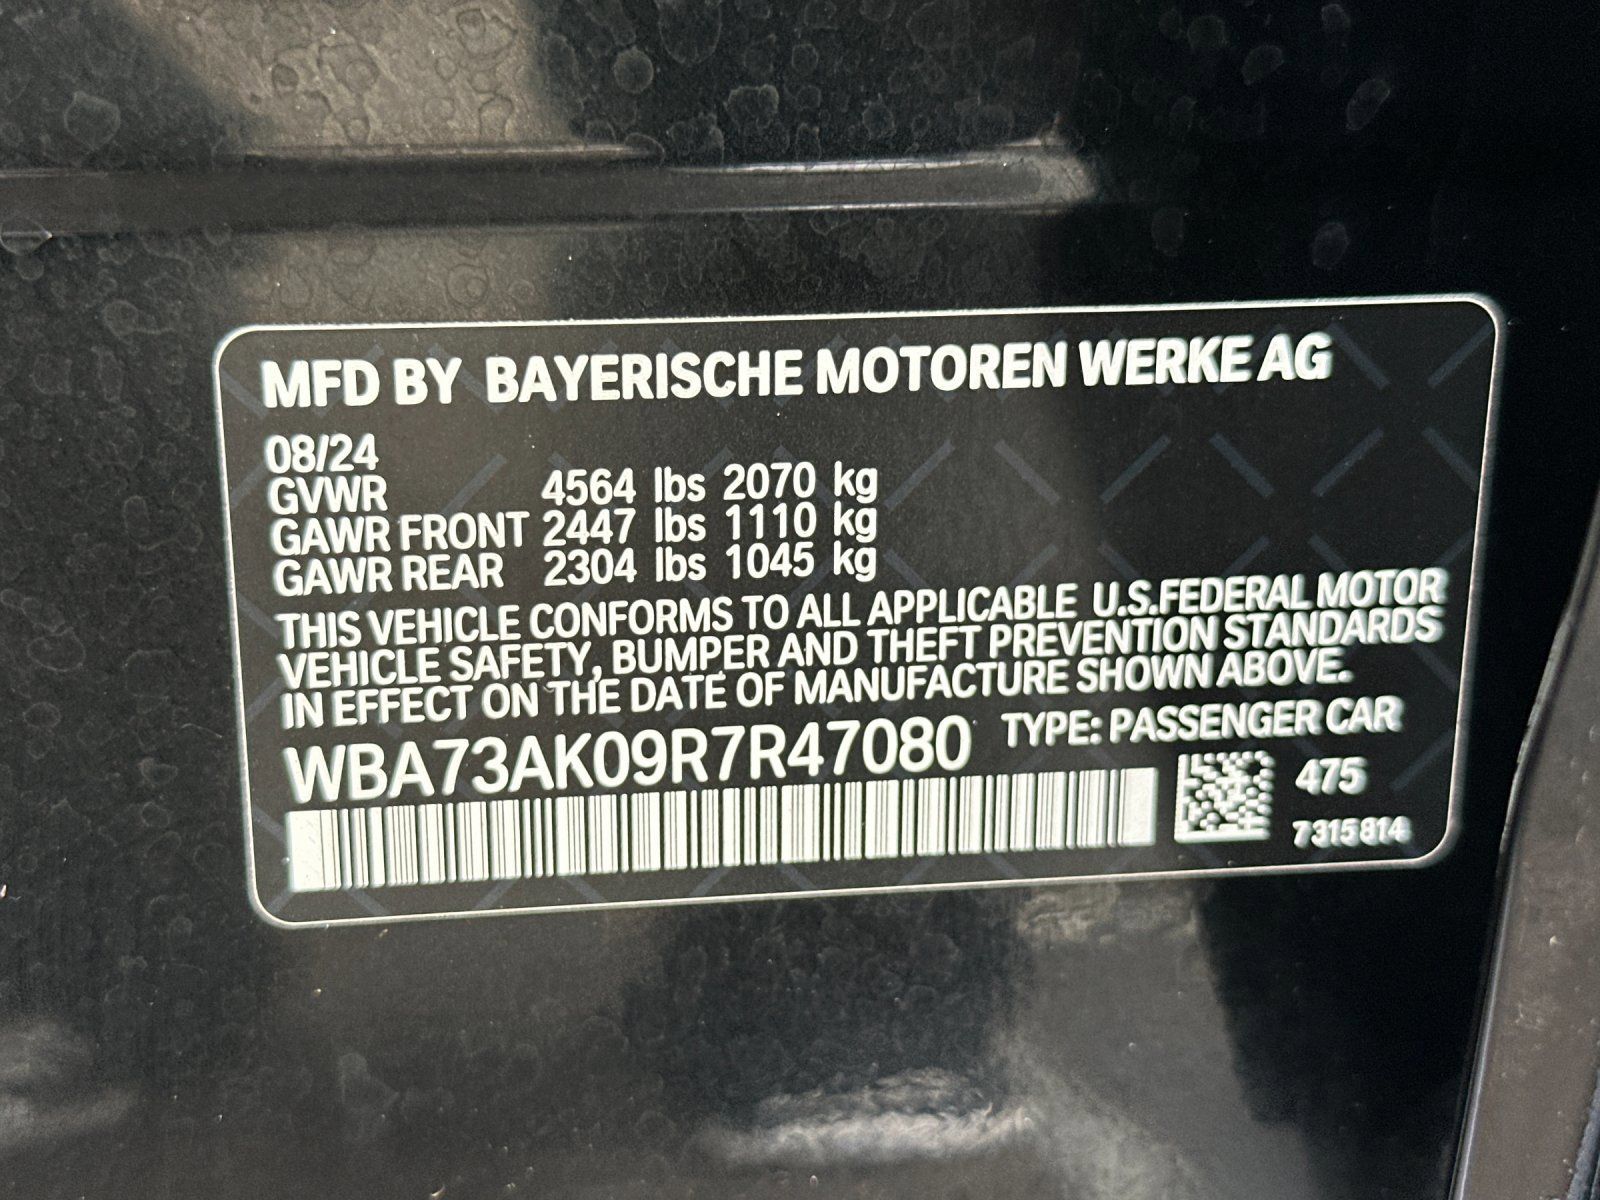 MFD BY BAYERISCHE MOTOREN WERKE AG
08/24
GVWR 4564 lbs 2070 kg
GAWR FRONT 2447 lbs 1110 kg
GAWR REAR 2304 lbs 1045 kg
THIS VEHICLE CONFORMS TO ALL APPLICABLE U.S.FEDERAL MOTOR
VEHICLE SAFETY, BUMPER AND THEFT PREVENTION STANDARDS
IN EFFECT ON THE DATE OF MANUFACTURE SHOWN ABOVE.
WBA73AK09R7R47080 TYPE: PASSENGER CAR
475
7315814